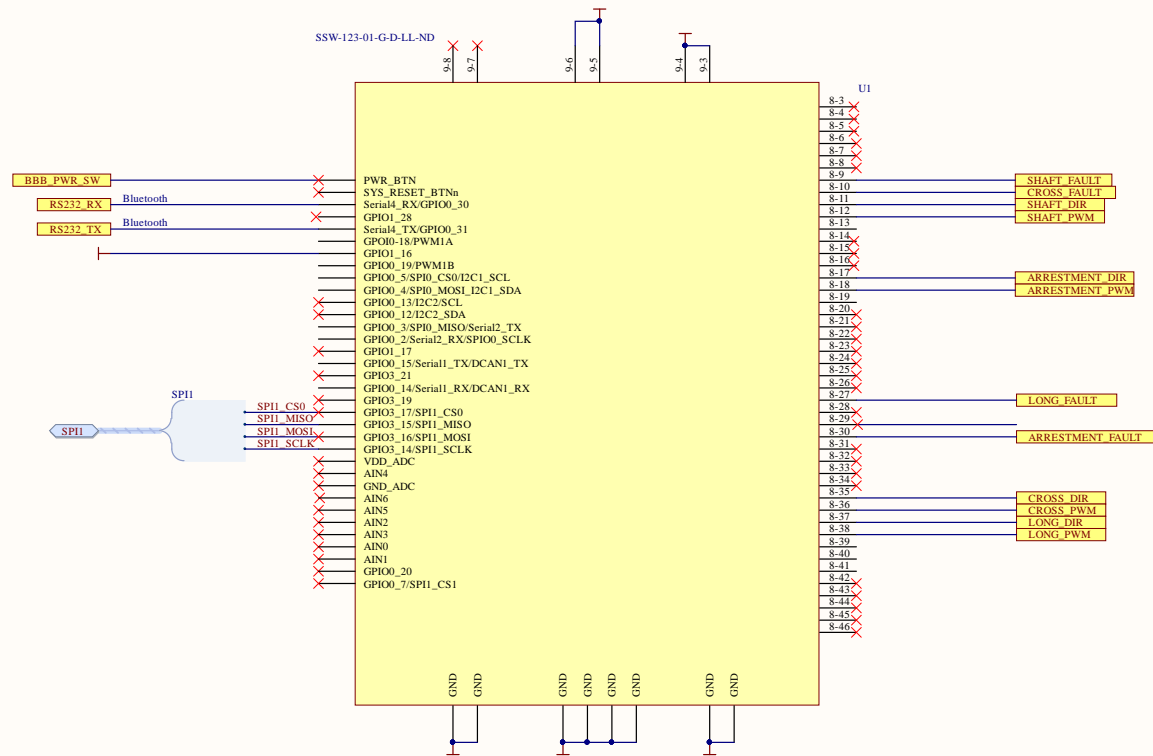 SSW-123-01-G-D-LL-ND
9-8
9-7
9-6
9-5
9-4
9-3
U1
BBB_PWR_SW
RS232_RX
Bluetooth
RS232_TX
Bluetooth
SPI1
SPI1
SPI1_CS0
SPI1_MISO
SPI1_MOSI
SPI1_SCLK
PWR_BTN
SYS_RESET_BTNn
Serial4_RX/GPIO0_30
GPIO1_28
Serial4_TX/GPIO0_31
GPOI0-18/PWM1A
GPIO1_16
GPIO0_19/PWM1B
GPIO0_5/SPI0_CS0/I2C1_SCL
GPIO0_4/SPI0_MOSI_I2C1_SDA
GPIO0_13/I2C2/SCL
GPIO0_12/I2C2_SDA
GPIO0_3/SPI0_MISO/Serial2_TX
GPIO0_2/Serial2_RX/SPIO0_SCLK
GPIO1_17
GPIO0_15/Serial1_TX/DCAN1_TX
GPIO3_21
GPIO0_14/Serial1_RX/DCAN1_RX
GPIO3_19
GPIO3_17/SPI1_CS0
GPIO3_15/SPI1_MISO
GPIO3_16/SPI1_MOSI
GPIO3_14/SPI1_SCLK
VDD_ADC
AIN4
GND_ADC
AIN6
AIN5
AIN2
AIN3
AIN0
AIN1
GPIO0_20
GPIO0_7/SPI1_CS1
8-3
8-4
8-5
8-6
8-7
8-8
8-9 SHAFT_FAULT
8-10 CROSS_FAULT
8-11 SHAFT_DIR
8-12 SHAFT_PWM
8-13
8-14
8-15
8-16
8-17 ARRESTMENT_DIR
8-18 ARRESTMENT_PWM
8-19
8-20
8-21
8-22
8-23
8-24
8-25
8-26
8-27 LONG_FAULT
8-28
8-29
8-30 ARRESTMENT_FAULT
8-31
8-32
8-33
8-34
8-35 CROSS_DIR
8-36 CROSS_PWM
8-37 LONG_DIR
8-38 LONG_PWM
8-39
8-40
8-41
8-42
8-43
8-44
8-45
8-46
GND
GND
GND
GND
GND
GND
GND
GND